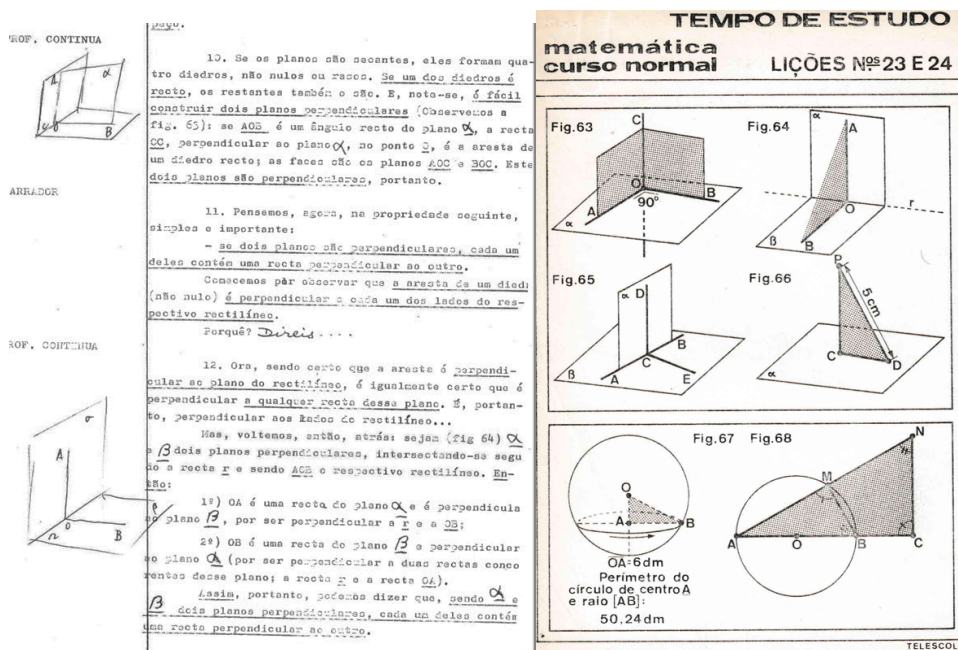 PROF. CONTINUA
10. Se os planos são secantes, eles formam qua-
tro diedros, não nulos ou rasos. Se um dos diedros é
recto, os restantes também o são. E, note-se, é fácil
construir dois planos perpendiculares (Observemos a
fig. 63): se AOB é um ângulo recto do plano α, a recta
OC, perpendicular ao plano α, no ponto O, é a aresta de
um diedro recto; as faces são os planos AOC e BOC. Este
dois planos são perpendiculares, portanto.
ARRADOR
11. Pensemos, agora, na propriedade seguinte,
simples e importante:
- se dois planos são perpendiculares, cada um
deles contém uma recta perpendicular ao outro.
Comecemos por observar que a aresta de um died
(não nulo) é perpendicular a cada um dos lados do res-
pectivo rectilíneo.
Porquê? Direis....
ROF. CONTINUA
12. Ora, sendo certo que a aresta é perpendi-
cular ao plano do rectilíneo, é igualmente certo que é
perpendicular a qualquer recta desse plano. É, portan-
to, perpendicular aos lados do rectilíneo...
Mas, voltemos, então, atrás: sejam (fig 64) α
e β dois planos perpendiculares, intersectando-se segu
do a recta r e sendo AOB o respectivo rectilíneo. En-
tão:
1º) OA é uma recta do plano α e é perpendicula
ao plano β, por ser perpendicular a r e a OB;
2º) OB é uma recta do plano β e perpendicular
ao plano α (por ser perpendicular a duas rectas conco
rentes desse plano; a recta r e a recta OA).
Assim, portanto, podemos dizer que, sendo α e
β dois planos perpendiculares, cada um deles contém
uma recta perpendicular ao outro.
α
B
σ
A
O
B
TEMPO DE ESTUDO
matemática
curso normal LIÇÕES Nos 23 E 24
Fig.63
C
O
A
B
90°
α
Fig.64
α
A
O
r
B
β
Fig.65
α
D
B
C
A
E
β
Fig.66
P
5 cm
C
D
α
Fig.67
O
A
B
OA=6dm
Perímetro do
círculo de centro A
e raio [AB]:
50,24dm
Fig.68
N
M
A
O
B
C
TELESCOL